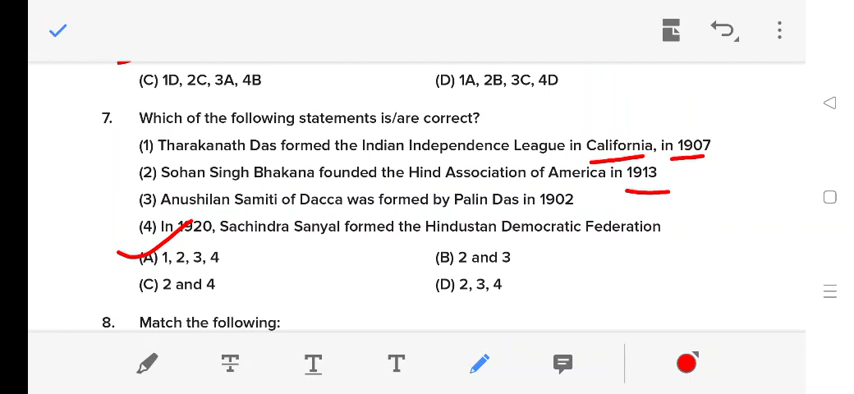 (C) 1D, 2C, 3A, 4B (D) 1A, 2B, 3C, 4D
7. Which of the following statements is/are correct?
(1) Tharakanath Das formed the Indian Independence League in California, in 1907
(2) Sohan Singh Bhakana founded the Hind Association of America in 1913
(3) Anushilan Samiti of Dacca was formed by Palin Das in 1902
(4) In 1920, Sachindra Sanyal formed the Hindustan Democratic Federation
(A) 1, 2, 3, 4 (B) 2 and 3
(C) 2 and 4 (D) 2, 3, 4
8. Match the following:
T T T